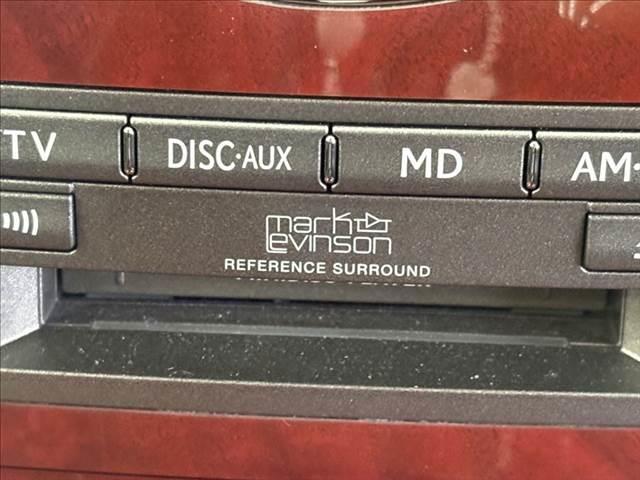 TV
DISC·AUX
MD
AM·
mark
Levinson
REFERENCE SURROUND